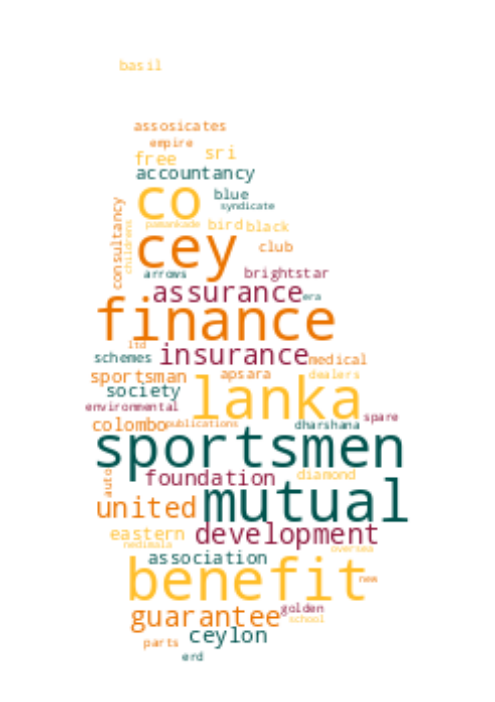 basil
assosicates
empire
free sri
accountancy
co blue
syndicate
consultancy
childrens
pamankade bird black
cey club
arrows brightstar
assurance era
finance
ltd
schemes insurance medical
sportsman apsara dealers
society lanka
environmental
colombo publications dharshana spare
sportsmen
auto
foundation diamond
united mutual
eastern development
nedimala oversea
association
benefit new
guarantee golden
school
ceylon
parts
erd